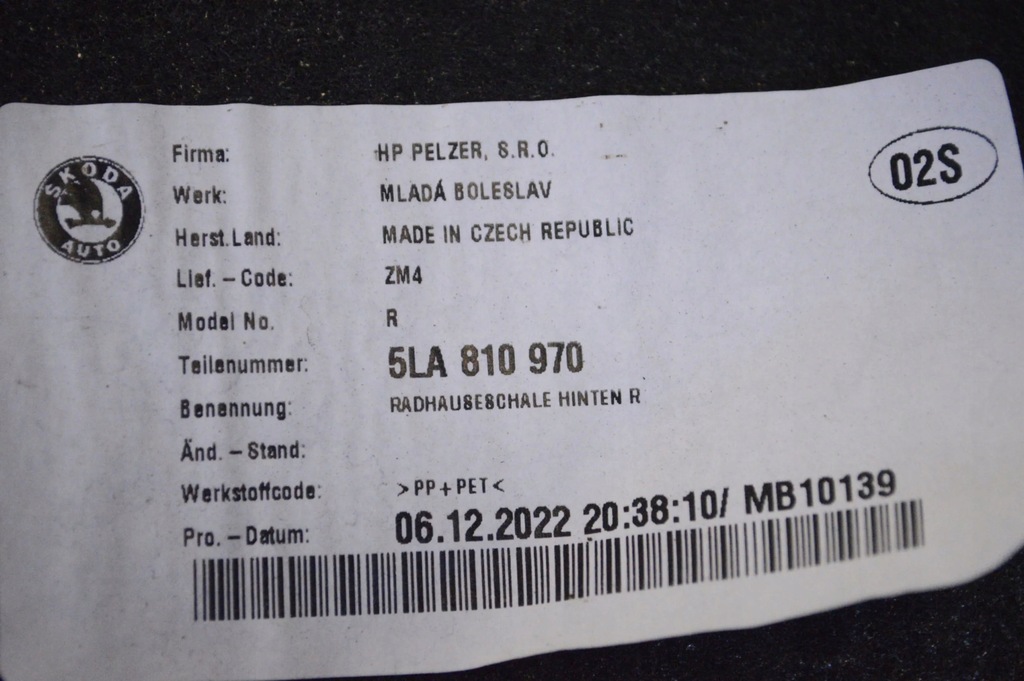 ŠKODA
AUTO
02S
Firma: HP PELZER, S.R.O.
Werk: MLADÁ BOLESLAV
Herst.Land: MADE IN CZECH REPUBLIC
Lief. - Code: ZM4
Model No. R
Teilenummer: 5LA 810 970
Benennung: RADHAUSESCHALE HINTEN R
Änd. - Stand:
Werkstoffcode: >PP+PET<
Pro. - Datum: 06.12.2022 20:38:10/ MB10139